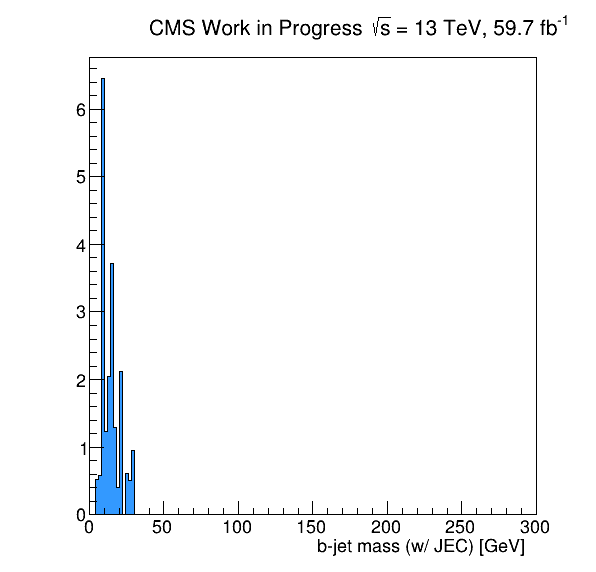 CMS Work in Progress √s = 13 TeV, 59.7 fb⁻¹
6
5
4
3
2
1
0
0 50 100 150 200 250 300
b-jet mass (w/ JEC) [GeV]